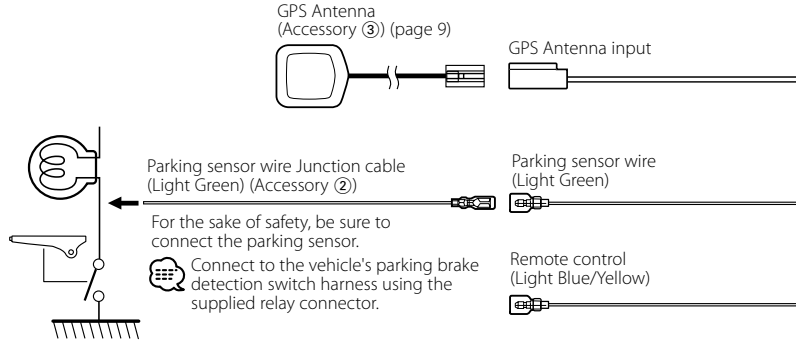 GPS Antenna
(Accessory ③) (page 9)
GPS Antenna input
Parking sensor wire Junction cable
(Light Green) (Accessory ②)
For the sake of safety, be sure to
connect the parking sensor.
Connect to the vehicle's parking brake
detection switch harness using the
supplied relay connector.
Parking sensor wire
(Light Green)
Remote control
(Light Blue/Yellow)